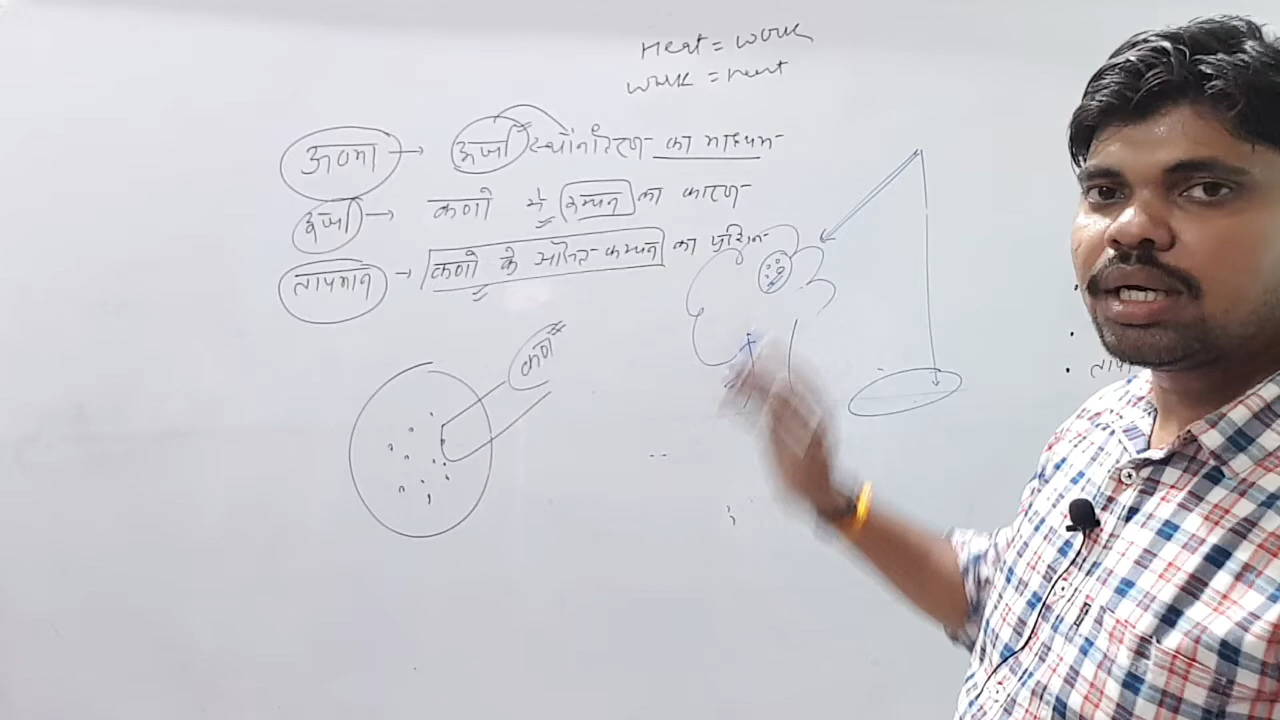 Heat = work
work = heat
ऊष्मा → ऊर्जा स्थानांतरण का माध्यम
ऊर्जा → कणों में कम्पन का कारण
तापमान → कणों के औसत कम्पन का
कणों